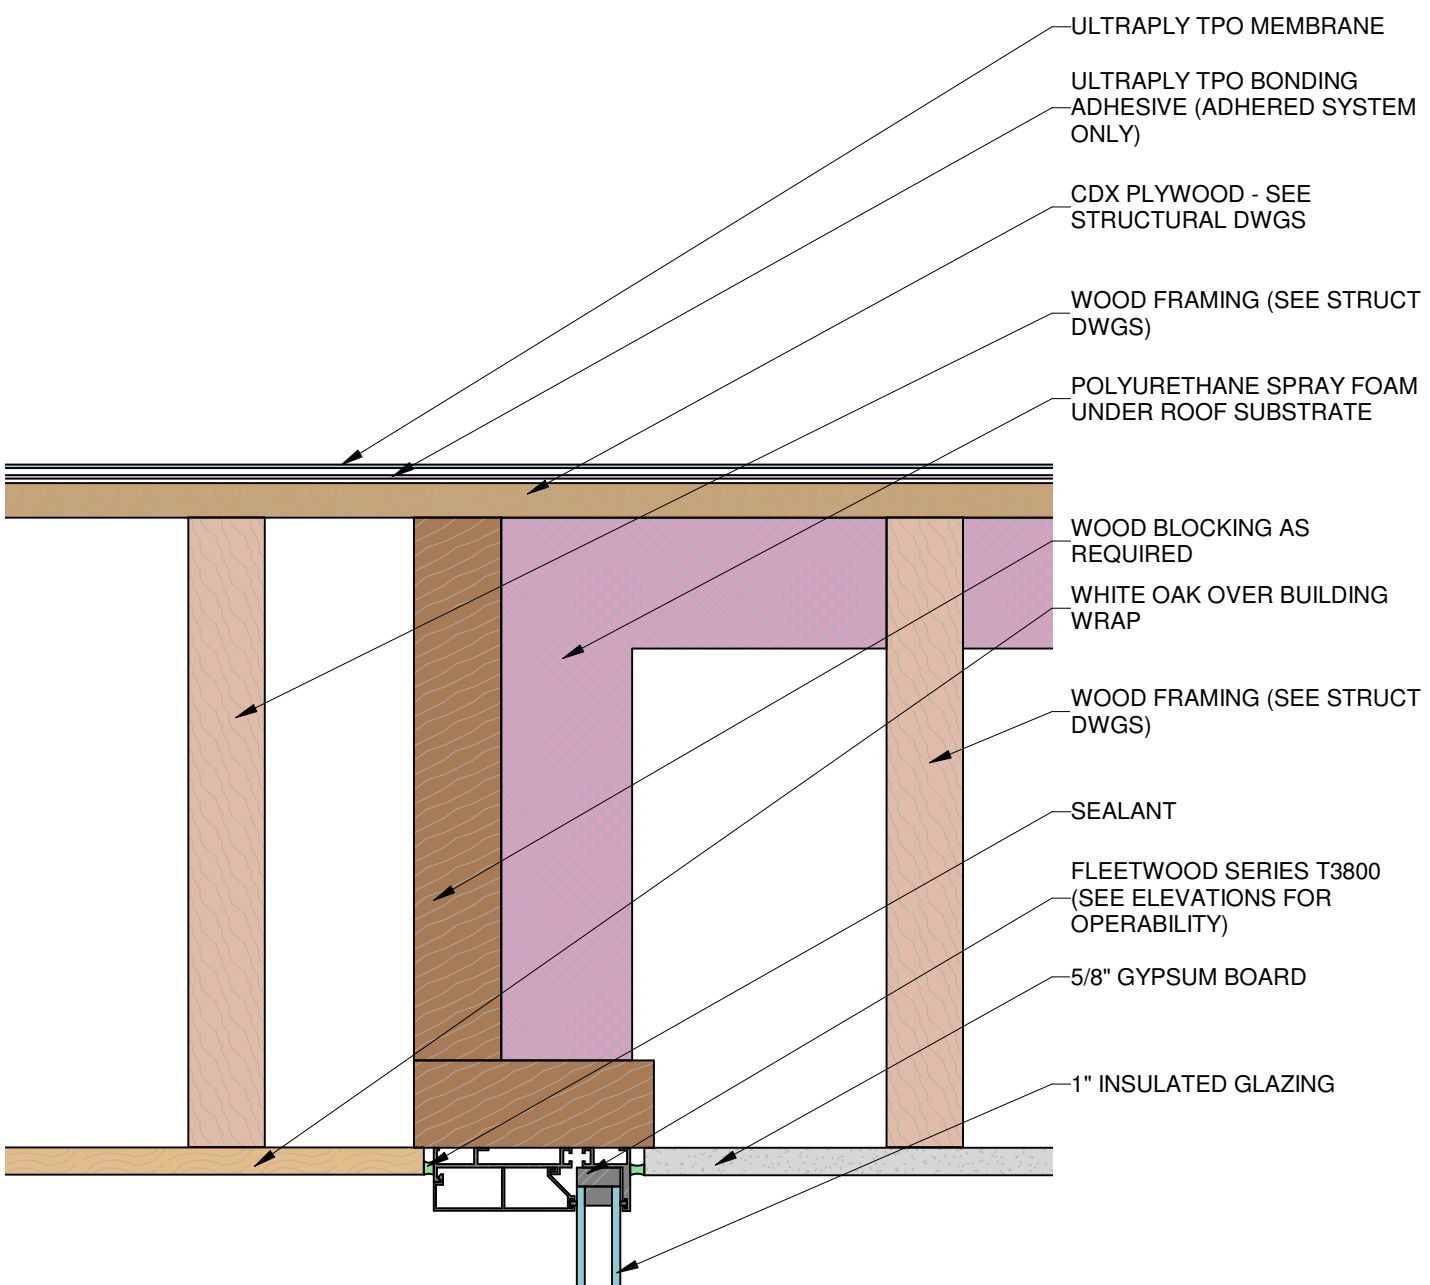 ULTRAPLY TPO MEMBRANE
ULTRAPLY TPO BONDING
ADHESIVE (ADHERED SYSTEM
ONLY)
CDX PLYWOOD - SEE
STRUCTURAL DWGS
WOOD FRAMING (SEE STRUCT
DWGS)
POLYURETHANE SPRAY FOAM
UNDER ROOF SUBSTRATE
WOOD BLOCKING AS
REQUIRED
WHITE OAK OVER BUILDING
WRAP
WOOD FRAMING (SEE STRUCT
DWGS)
SEALANT
FLEETWOOD SERIES T3800
(SEE ELEVATIONS FOR
OPERABILITY)
5/8" GYPSUM BOARD
1" INSULATED GLAZING